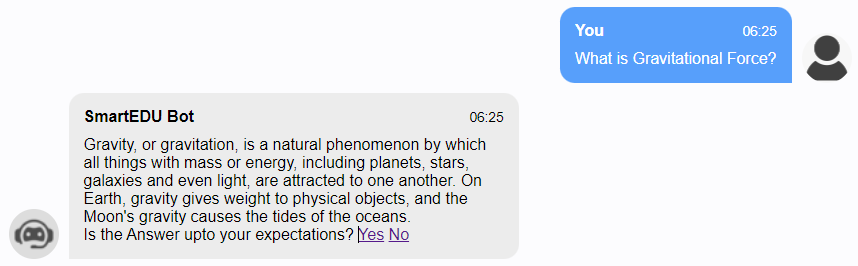 You 06:25
What is Gravitational Force?
SmartEDU Bot 06:25
Gravity, or gravitation, is a natural phenomenon by which
all things with mass or energy, including planets, stars,
galaxies and even light, are attracted to one another. On
Earth, gravity gives weight to physical objects, and the
Moon's gravity causes the tides of the oceans.
Is the Answer upto your expectations? Yes No